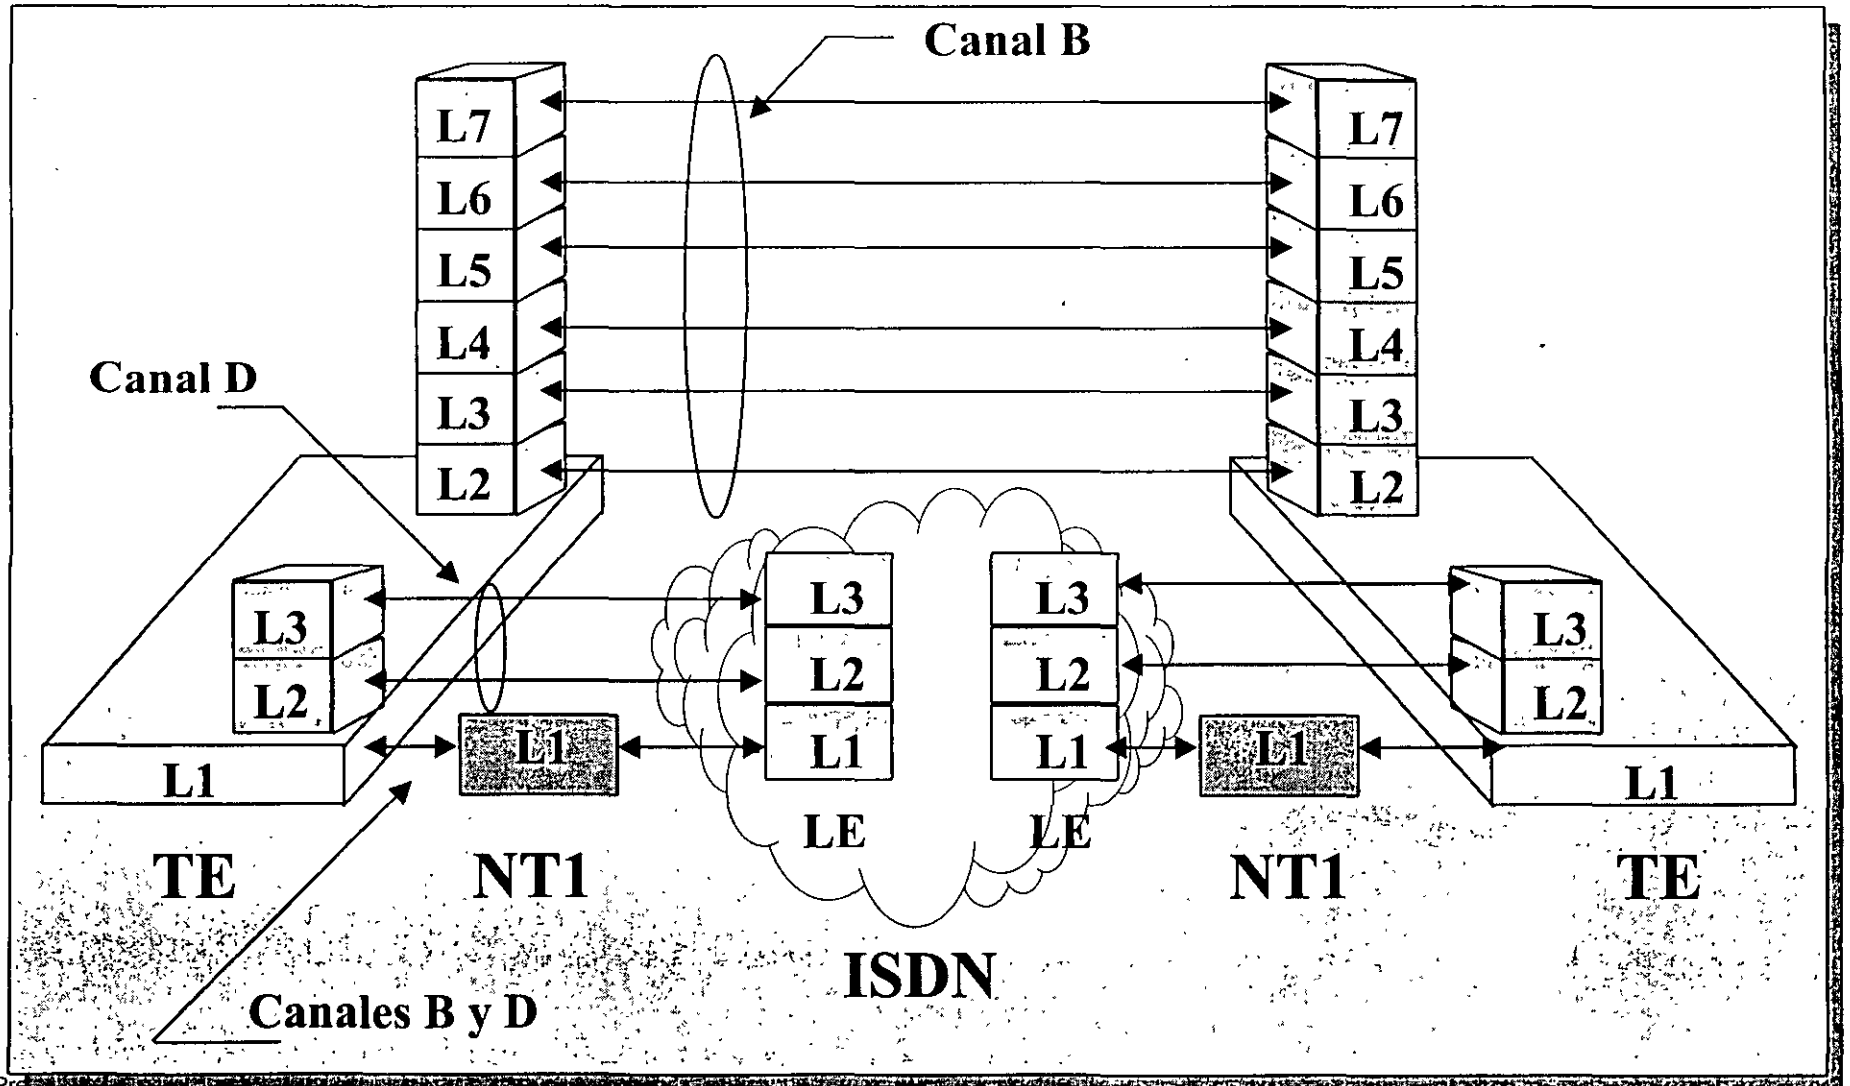 Canal B
L7 L7
L6 L6
L5 L5
L4 L4
Canal D
L3 L3
L2 L2
L3 L3 L3 L3
L2 L2 L2 L2
L1 L1 L1 L1 L1 L1
LE LE
TE NT1 NT1 TE
ISDN
Canales B y D
Pro